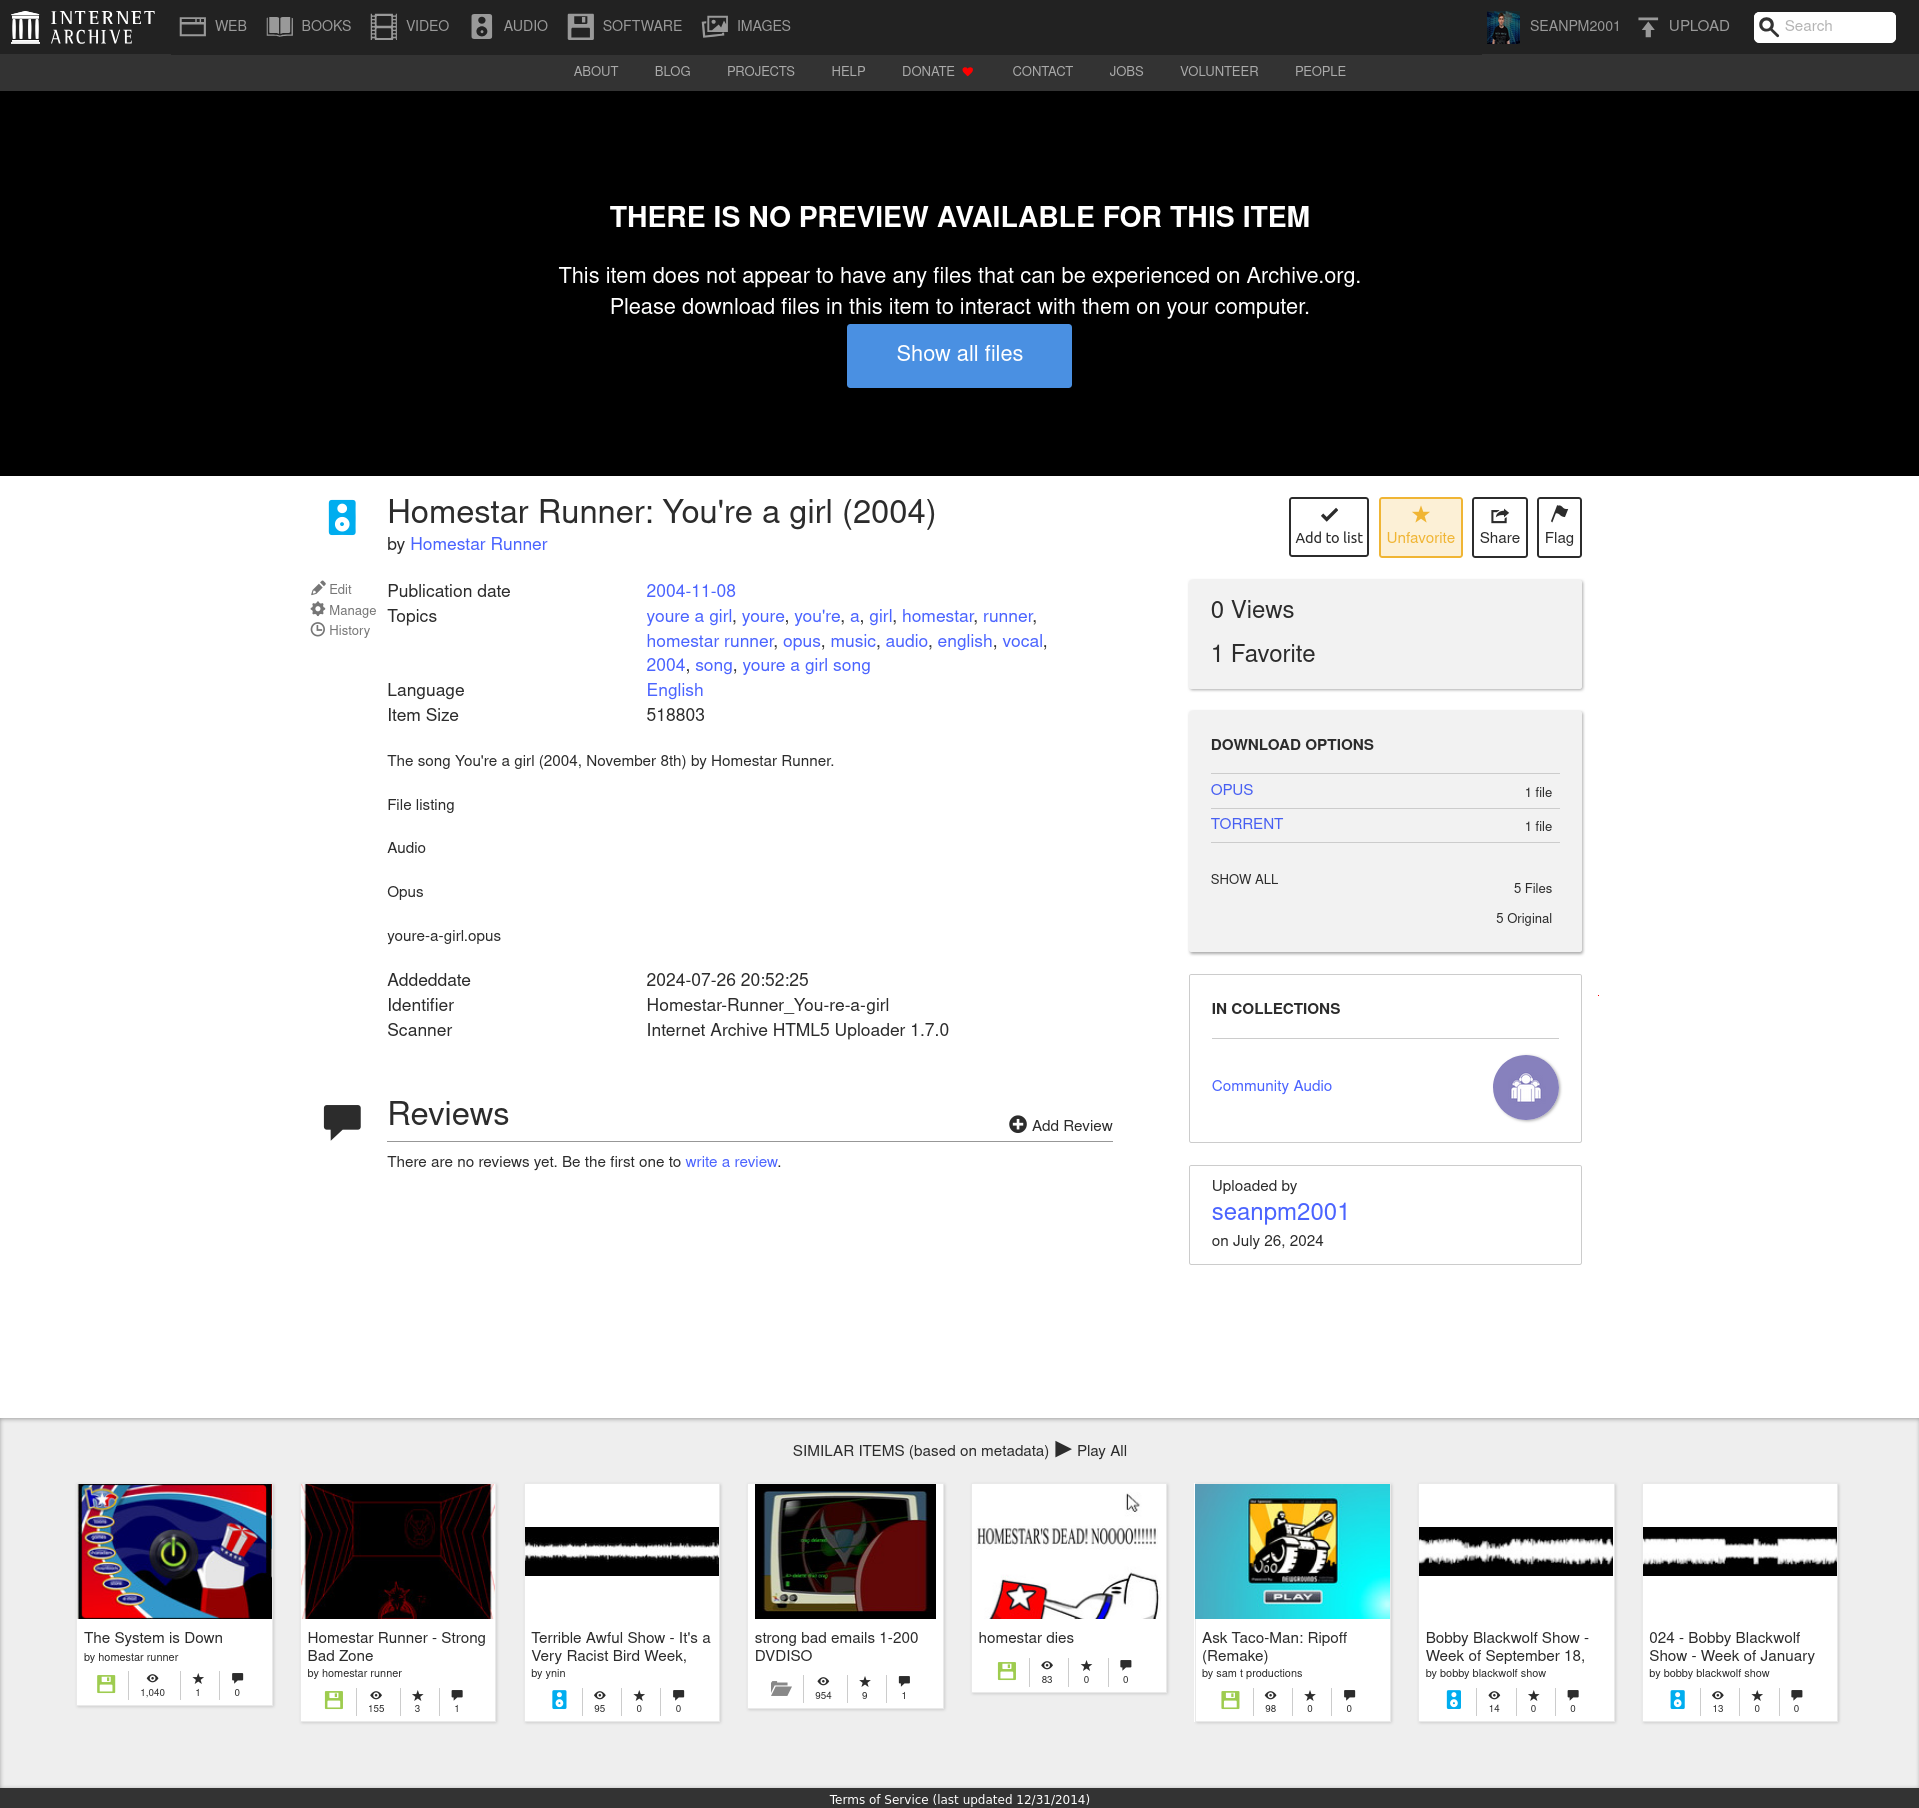 INTERNET
ARCHIVE
WEB
BOOKS
VIDEO
AUDIO
SOFTWARE
IMAGES
SEANPM2001
UPLOAD
Search
ABOUT
BLOG
PROJECTS
HELP
DONATE
CONTACT
JOBS
VOLUNTEER
PEOPLE
THERE IS NO PREVIEW AVAILABLE FOR THIS ITEM
This item does not appear to have any files that can be experienced on Archive.org.
Please download files in this item to interact with them on your computer.
Show all files
Homestar Runner: You're a girl (2004)
by Homestar Runner
Add to list
Unfavorite
Share
Flag
Edit
Manage
History
Publication date 2004-11-08
Topics youre a girl, youre, you're, a, girl, homestar, runner,
homestar runner, opus, music, audio, english, vocal,
2004, song, youre a girl song
Language English
Item Size 518803
The song You're a girl (2004, November 8th) by Homestar Runner.
File listing
Audio
Opus
youre-a-girl.opus
Addeddate 2024-07-26 20:52:25
Identifier Homestar-Runner_You-re-a-girl
Scanner Internet Archive HTML5 Uploader 1.7.0
Reviews
Add Review
There are no reviews yet. Be the first one to write a review.
0 Views
1 Favorite
DOWNLOAD OPTIONS
OPUS 1 file
TORRENT 1 file
SHOW ALL
5 Files
5 Original
IN COLLECTIONS
Community Audio
Uploaded by
seanpm2001
on July 26, 2024
SIMILAR ITEMS (based on metadata) Play All
The System is Down
by homestar runner
1,040 1 0
Homestar Runner - Strong
Bad Zone
by homestar runner
155 3 1
Terrible Awful Show - It's a
Very Racist Bird Week,
by ynin
95 0 0
strong bad emails 1-200
DVDISO
954 9 1
HOMESTAR'S DEAD! NOOOO!!!!!!
homestar dies
83 0 0
NEWGROUNDS
PLAY
Ask Taco-Man: Ripoff
(Remake)
by sam t productions
98 0 0
Bobby Blackwolf Show -
Week of September 18,
by bobby blackwolf show
14 0 0
024 - Bobby Blackwolf
Show - Week of January
by bobby blackwolf show
13 0 0
Terms of Service (last updated 12/31/2014)